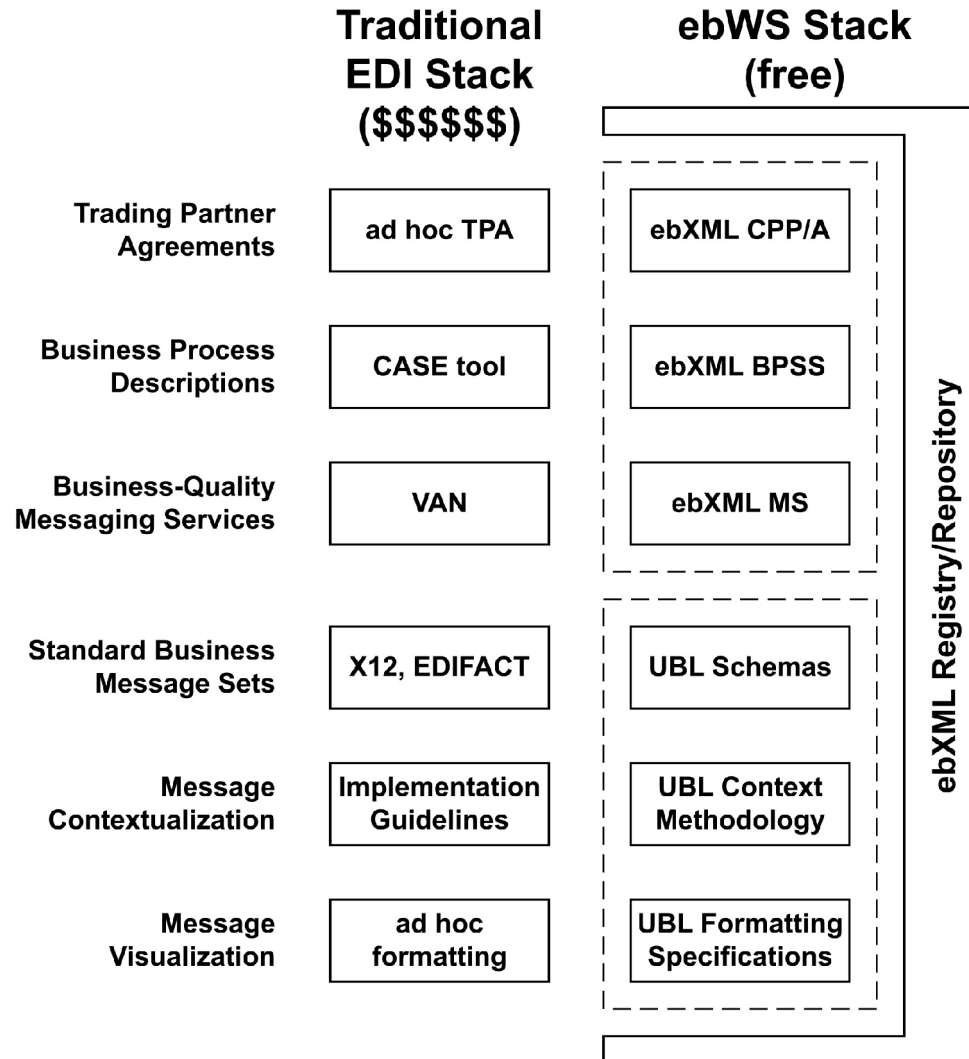 Traditional
EDI Stack
($$$$$$)
ebWS Stack
(free)
Trading Partner
Agreements
ad hoc TPA
ebXML CPP/A
Business Process
Descriptions
CASE tool
ebXML BPSS
Business-Quality
Messaging Services
VAN
ebXML MS
Standard Business
Message Sets
X12, EDIFACT
UBL Schemas
Message
Contextualization
Implementation
Guidelines
UBL Context
Methodology
Message
Visualization
ad hoc
formatting
UBL Formatting
Specifications
ebXML Registry/Repository